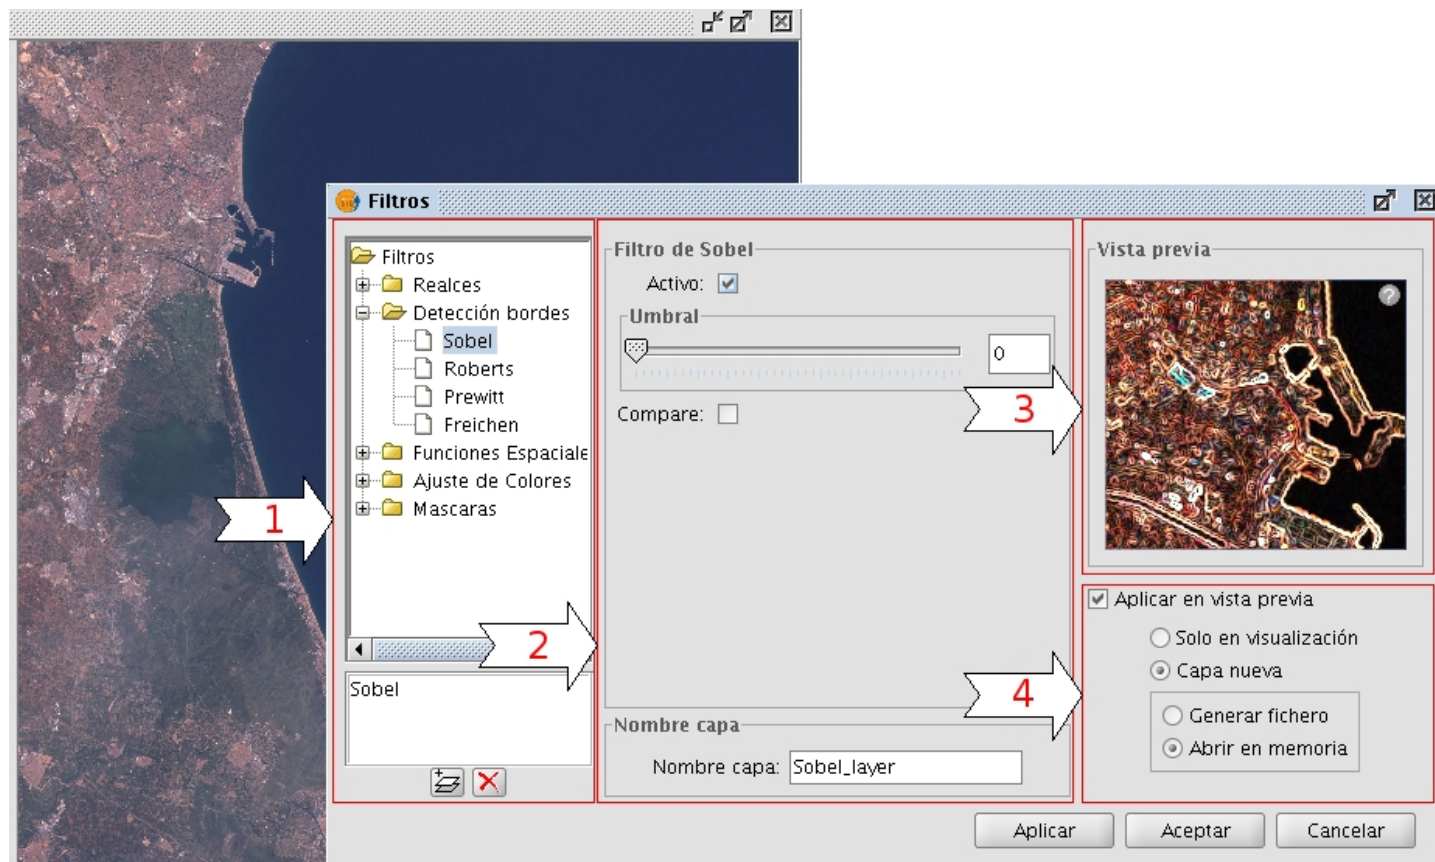 Filtros
Filtros
Realces
Detección bordes
Sobel
Roberts
Prewitt
Freichen
Funciones Espaciale
Ajuste de Colores
Mascaras
1
Sobel
2
Filtro de Sobel
Activo:
Umbral
0
Compare:
3
Nombre capa
Nombre capa: Sobel_layer
Vista previa
?
4
Aplicar en vista previa
Solo en visualización
Capa nueva
Generar fichero
Abrir en memoria
Aplicar
Aceptar
Cancelar